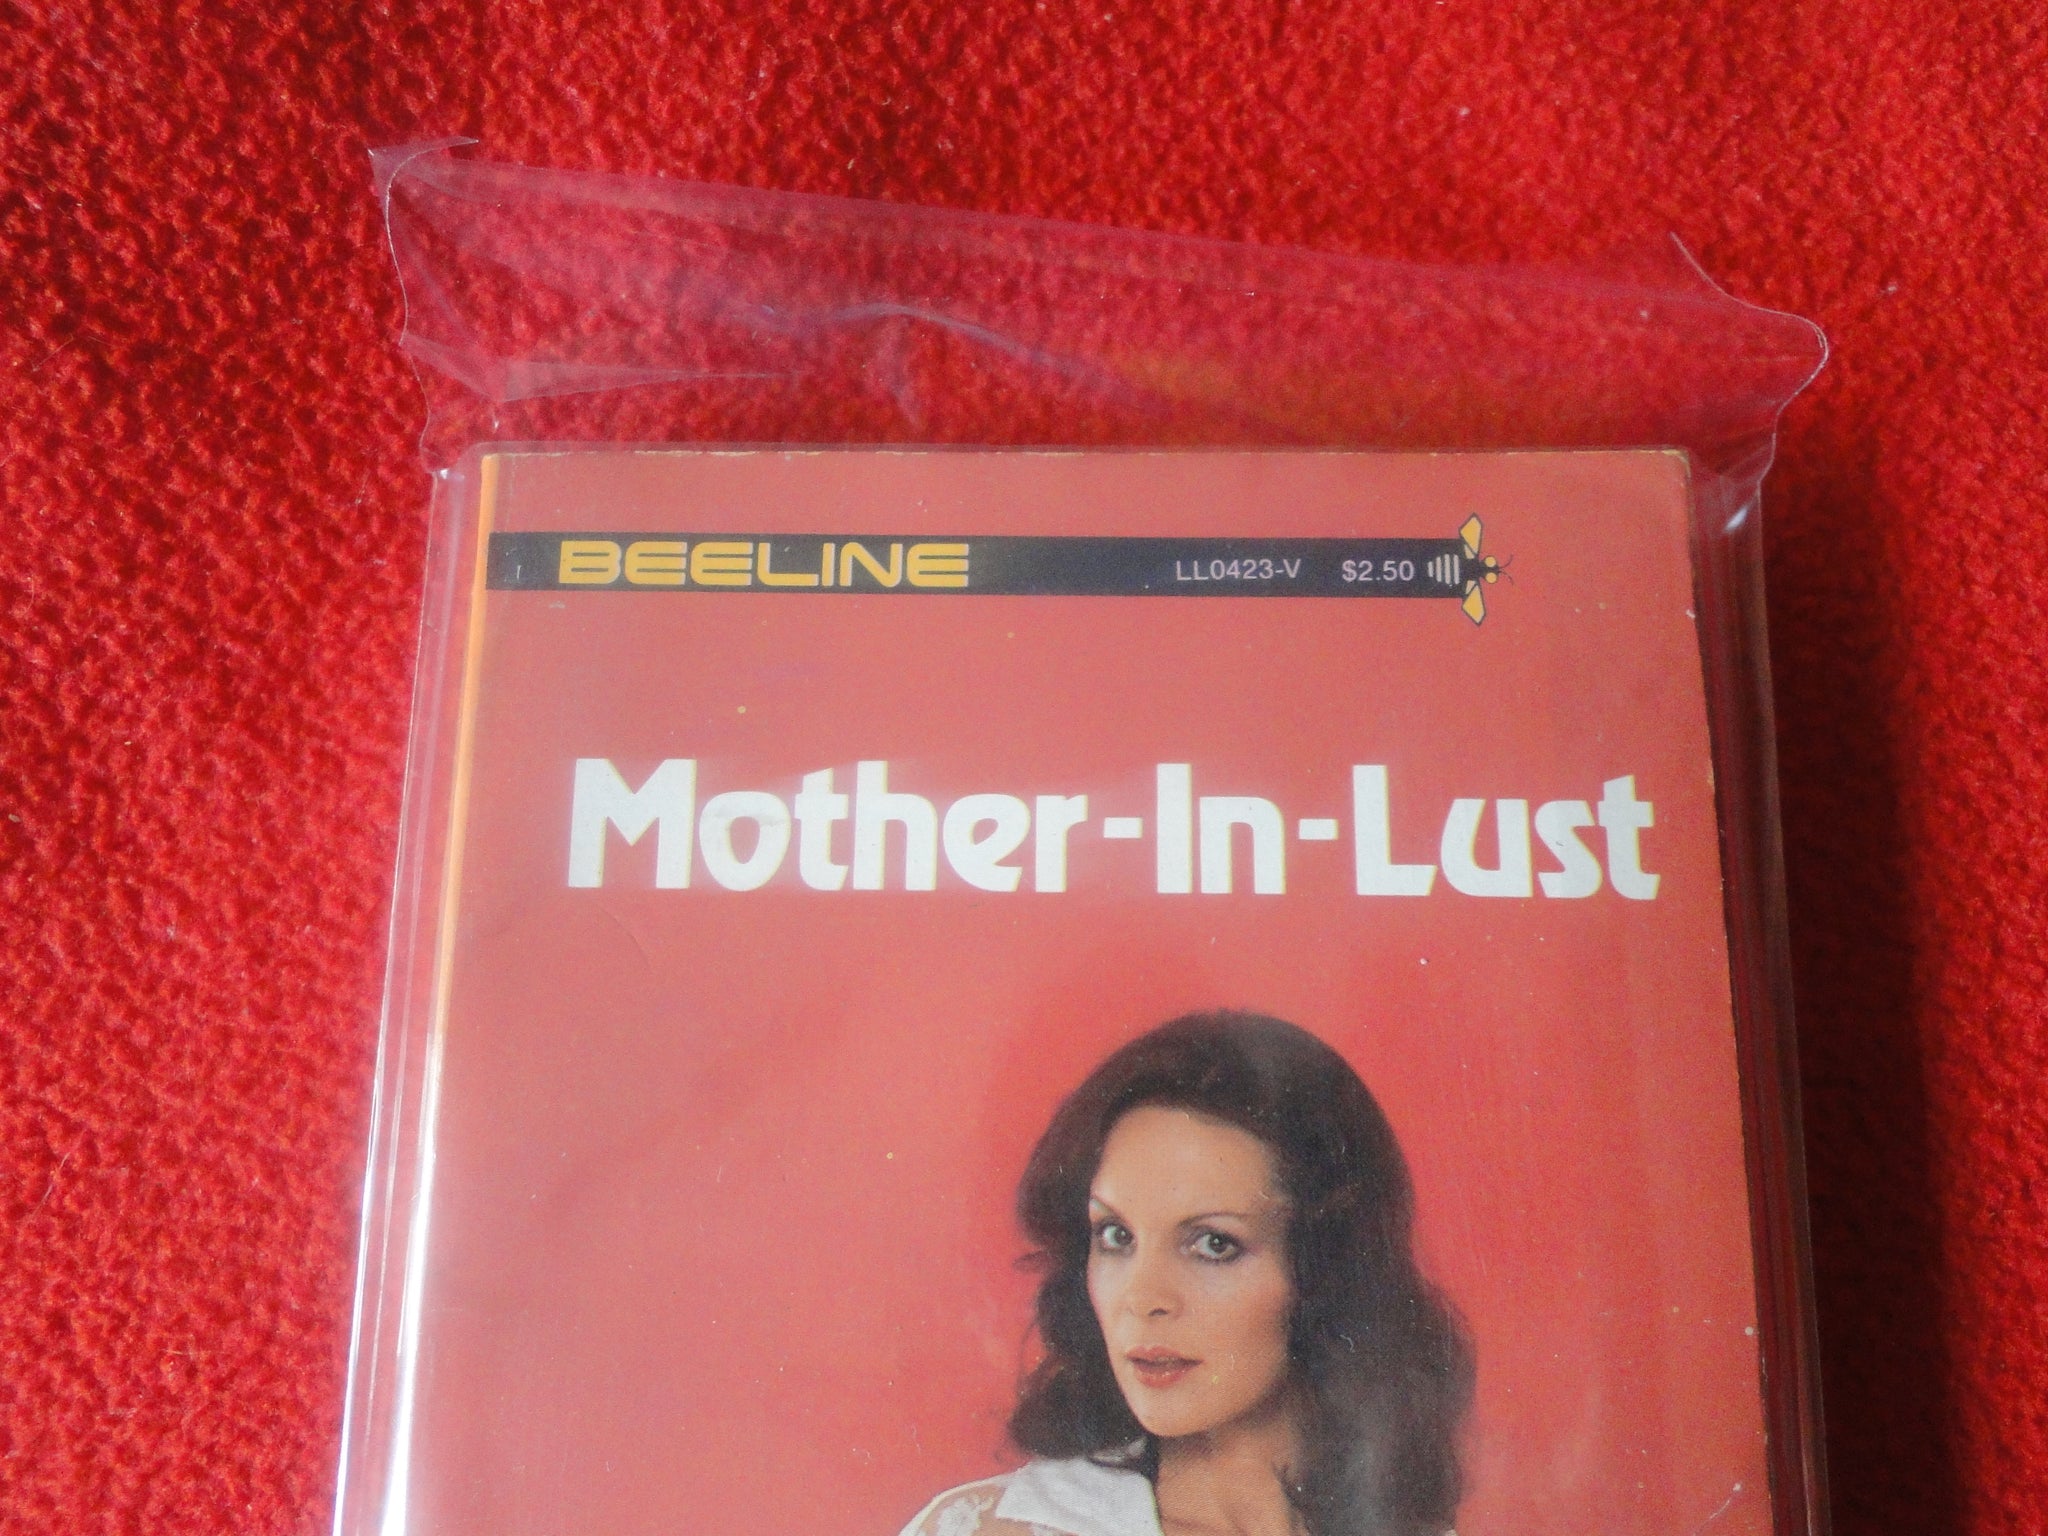 BEELINE LL0423-V $2.50
Mother-In-Lust